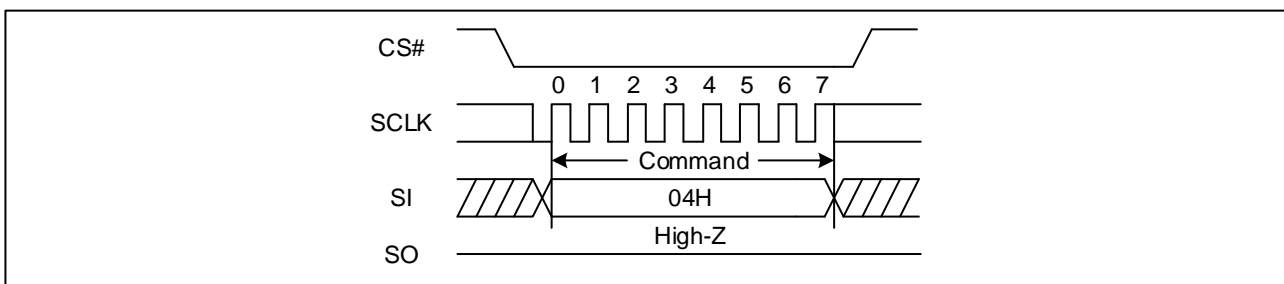 CS#
0 1 2 3 4 5 6 7
SCLK
Command
SI
04H
High-Z
SO